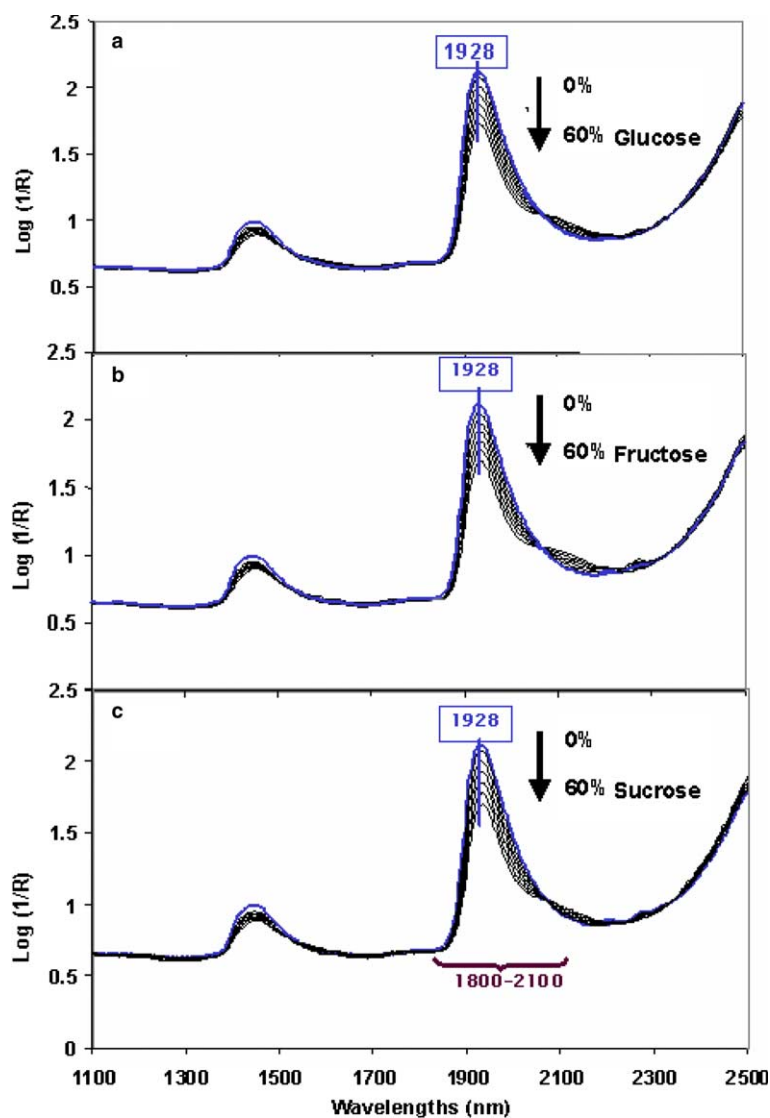 2.5
a
1928
2
0%
60% Glucose
1.5
Log (1/R)
1
0.5
2.5
b
1928
2
0%
60% Fructose
1.5
Log (1/R)
1
0.5
2.5
c
1928
2
0%
60% Sucrose
1.5
Log (1/R)
1
0.5
1800-2100
0
1100 1300 1500 1700 1900 2100 2300 2500
Wavelengths (nm)